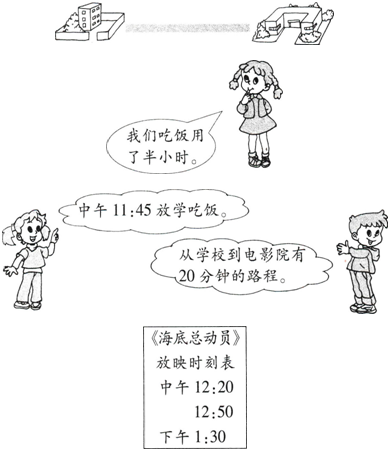 我们吃饭用
了半小时。
中午11:45放学吃饭。
从学校到电影院有
20分钟的路程。
《海底总动员》
放映时刻表
中午12:20
12:50
下午1:30